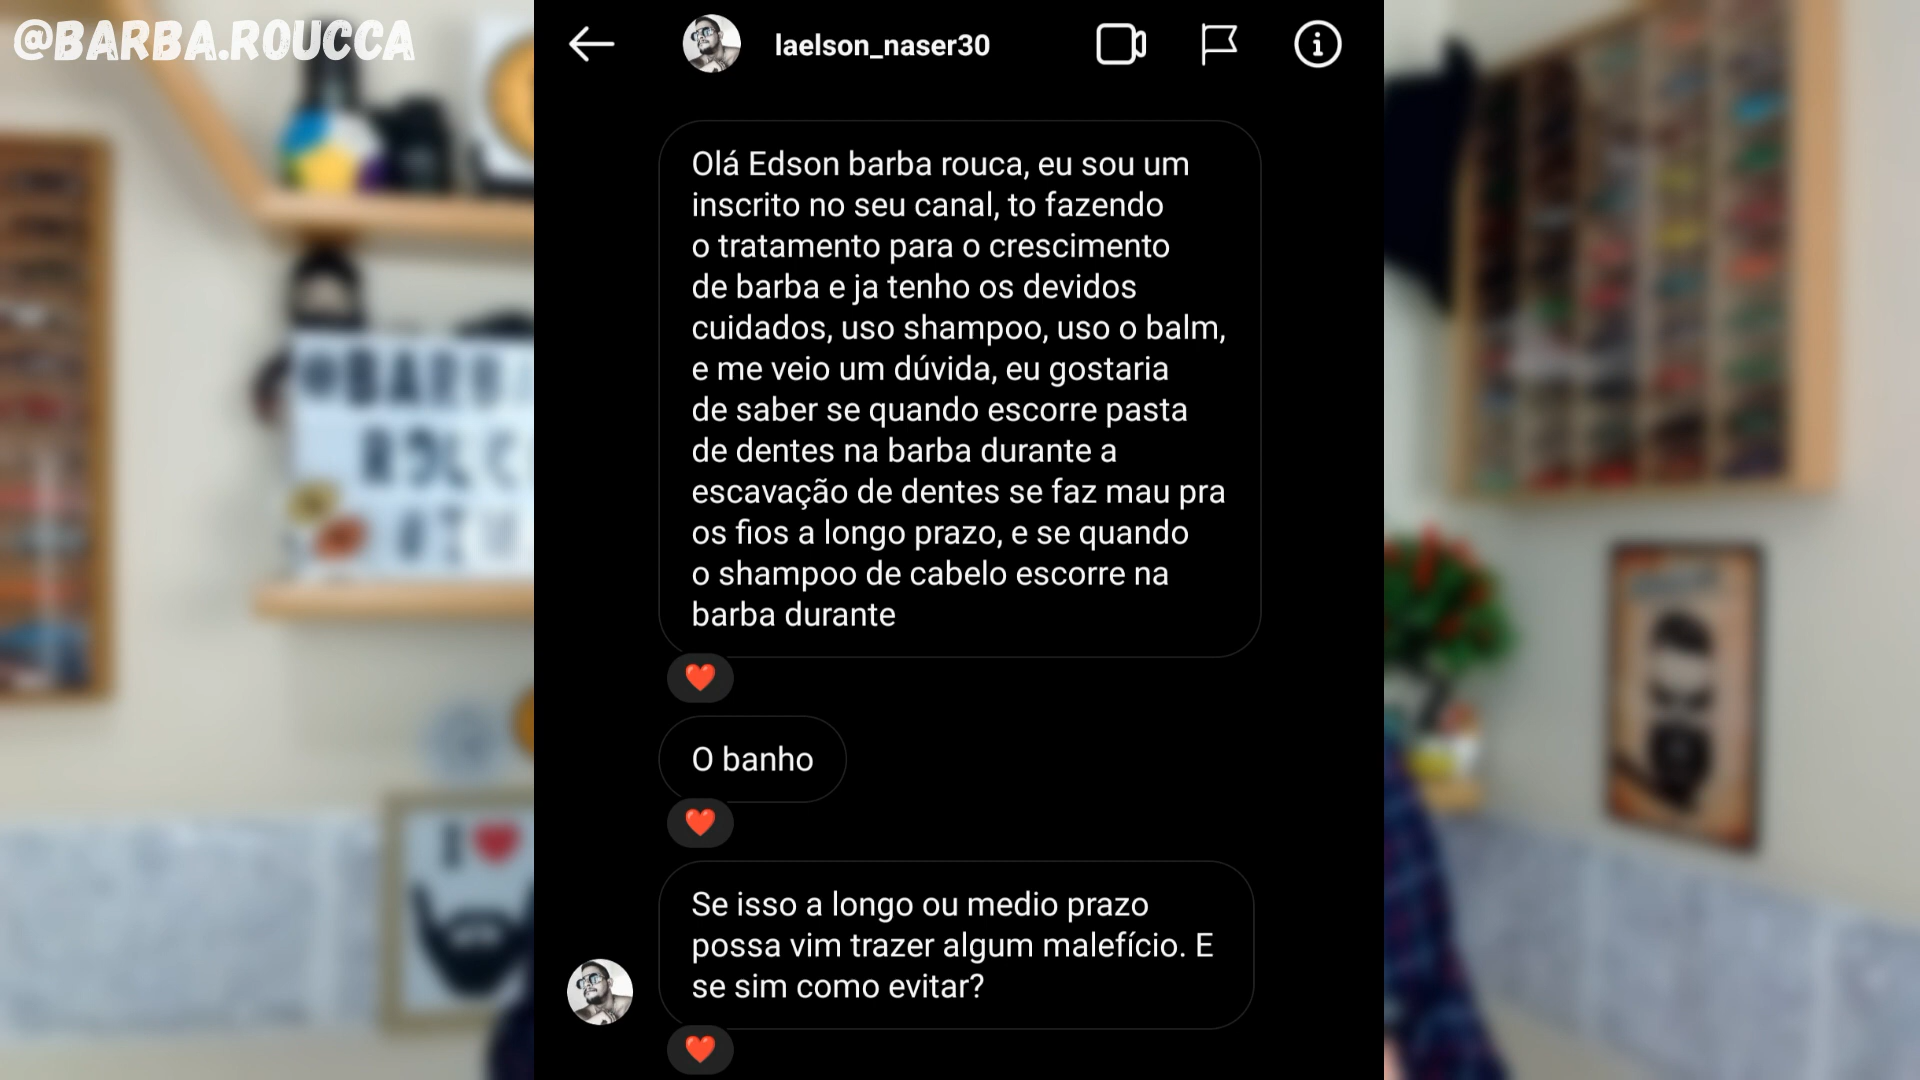 @BARBA.ROUCCA
laelson_naser30
Olá Edson barba rouca, eu sou um
inscrito no seu canal, to fazendo
o tratamento para o crescimento
de barba e ja tenho os devidos
cuidados, uso shampoo, uso o balm,
e me veio um dúvida, eu gostaria
de saber se quando escorre pasta
de dentes na barba durante a
escavação de dentes se faz mau pra
os fios a longo prazo, e se quando
o shampoo de cabelo escorre na
barba durante
O banho
Se isso a longo ou medio prazo
possa vim trazer algum malefício. E
se sim como evitar?
@BARB
I